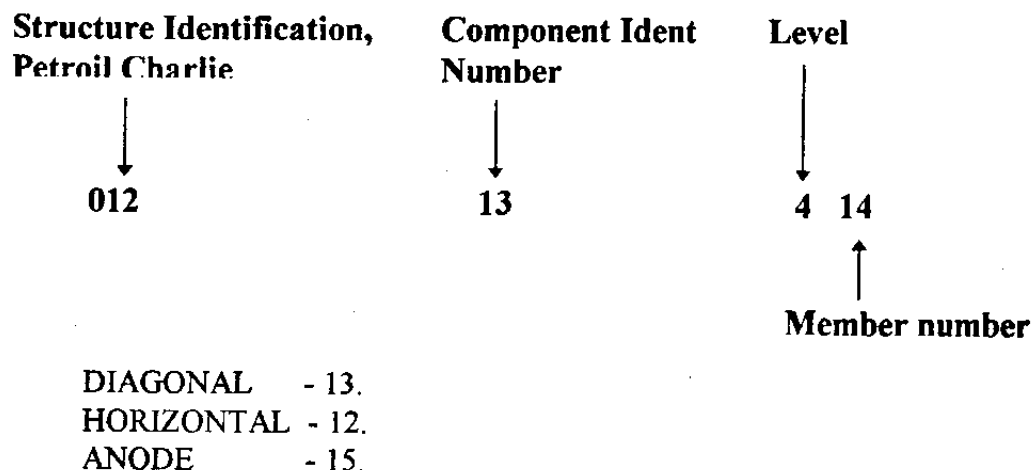 Structure Identification, Component Ident Level
Petroil Charlie Number
012 13 4 14
Member number
DIAGONAL - 13.
HORIZONTAL - 12.
ANODE - 15.